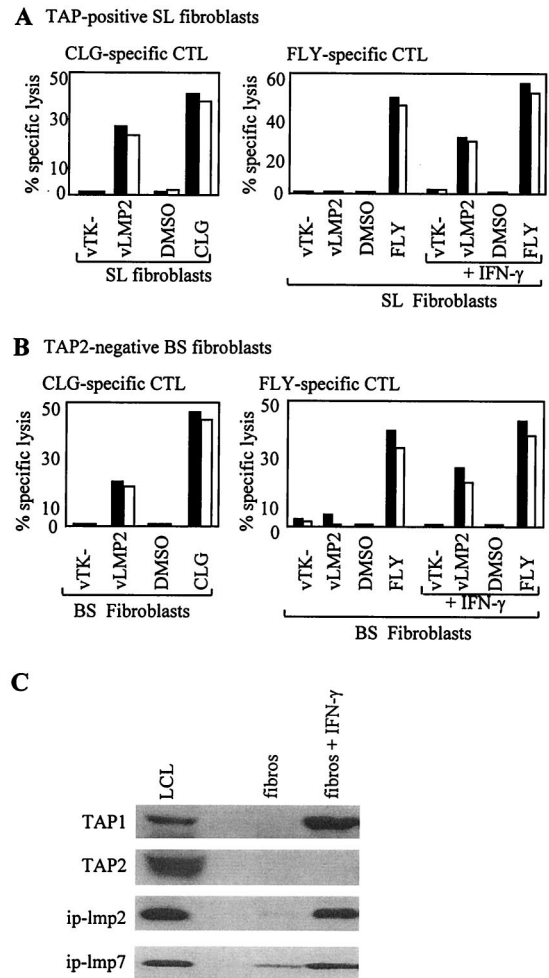 A TAP-positive SL fibroblasts
CLG-specific CTL
FLY-specific CTL
% specific lysis
50
30
10
0
vTK-
vLMP2
DMSO
CLG
SL fibroblasts
% specific lysis
60
40
20
0
vTK-
vLMP2
DMSO
FLY
vTK-
vLMP2
DMSO
FLY
+ IFN-γ
SL Fibroblasts
B TAP2-negative BS fibroblasts
CLG-specific CTL
FLY-specific CTL
% specific lysis
50
30
10
0
vTK-
vLMP2
DMSO
CLG
BS Fibroblasts
% specific lysis
50
30
10
0
vTK-
vLMP2
DMSO
FLY
vTK-
vLMP2
DMSO
FLY
+ IFN-γ
BS Fibroblasts
C
LCL
fibros
fibros + IFN-γ
TAP1
TAP2
ip-lmp2
ip-lmp7